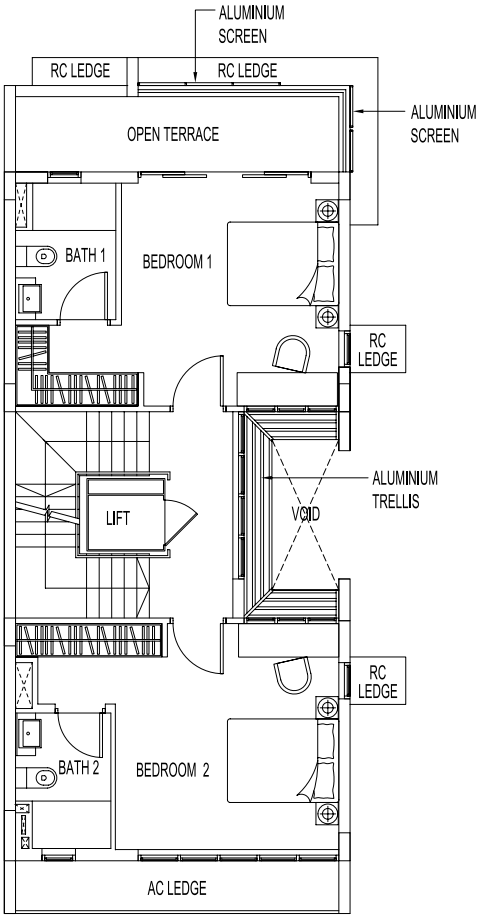 ALUMINIUM
SCREEN
RC LEDGE
RC LEDGE
ALUMINIUM
SCREEN
OPEN TERRACE
BATH 1
BEDROOM 1
RC
LEDGE
ALUMINIUM
TRELLIS
LIFT
VOID
RC
LEDGE
BATH 2
BEDROOM 2
AC LEDGE